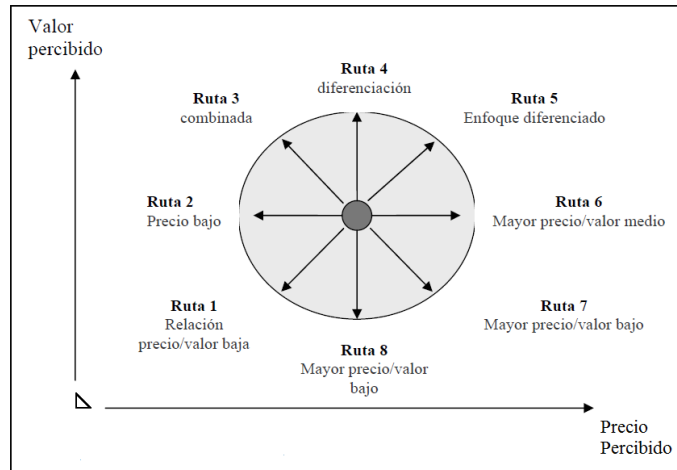 Valor
percibido
Ruta 4
diferenciación
Ruta 3
combinada
Ruta 5
Enfoque diferenciado
Ruta 2
Precio bajo
Ruta 6
Mayor precio/valor medio
Ruta 1
Relación
precio/valor baja
Ruta 7
Mayor precio/valor bajo
Ruta 8
Mayor precio/valor
bajo
Precio
Percibido